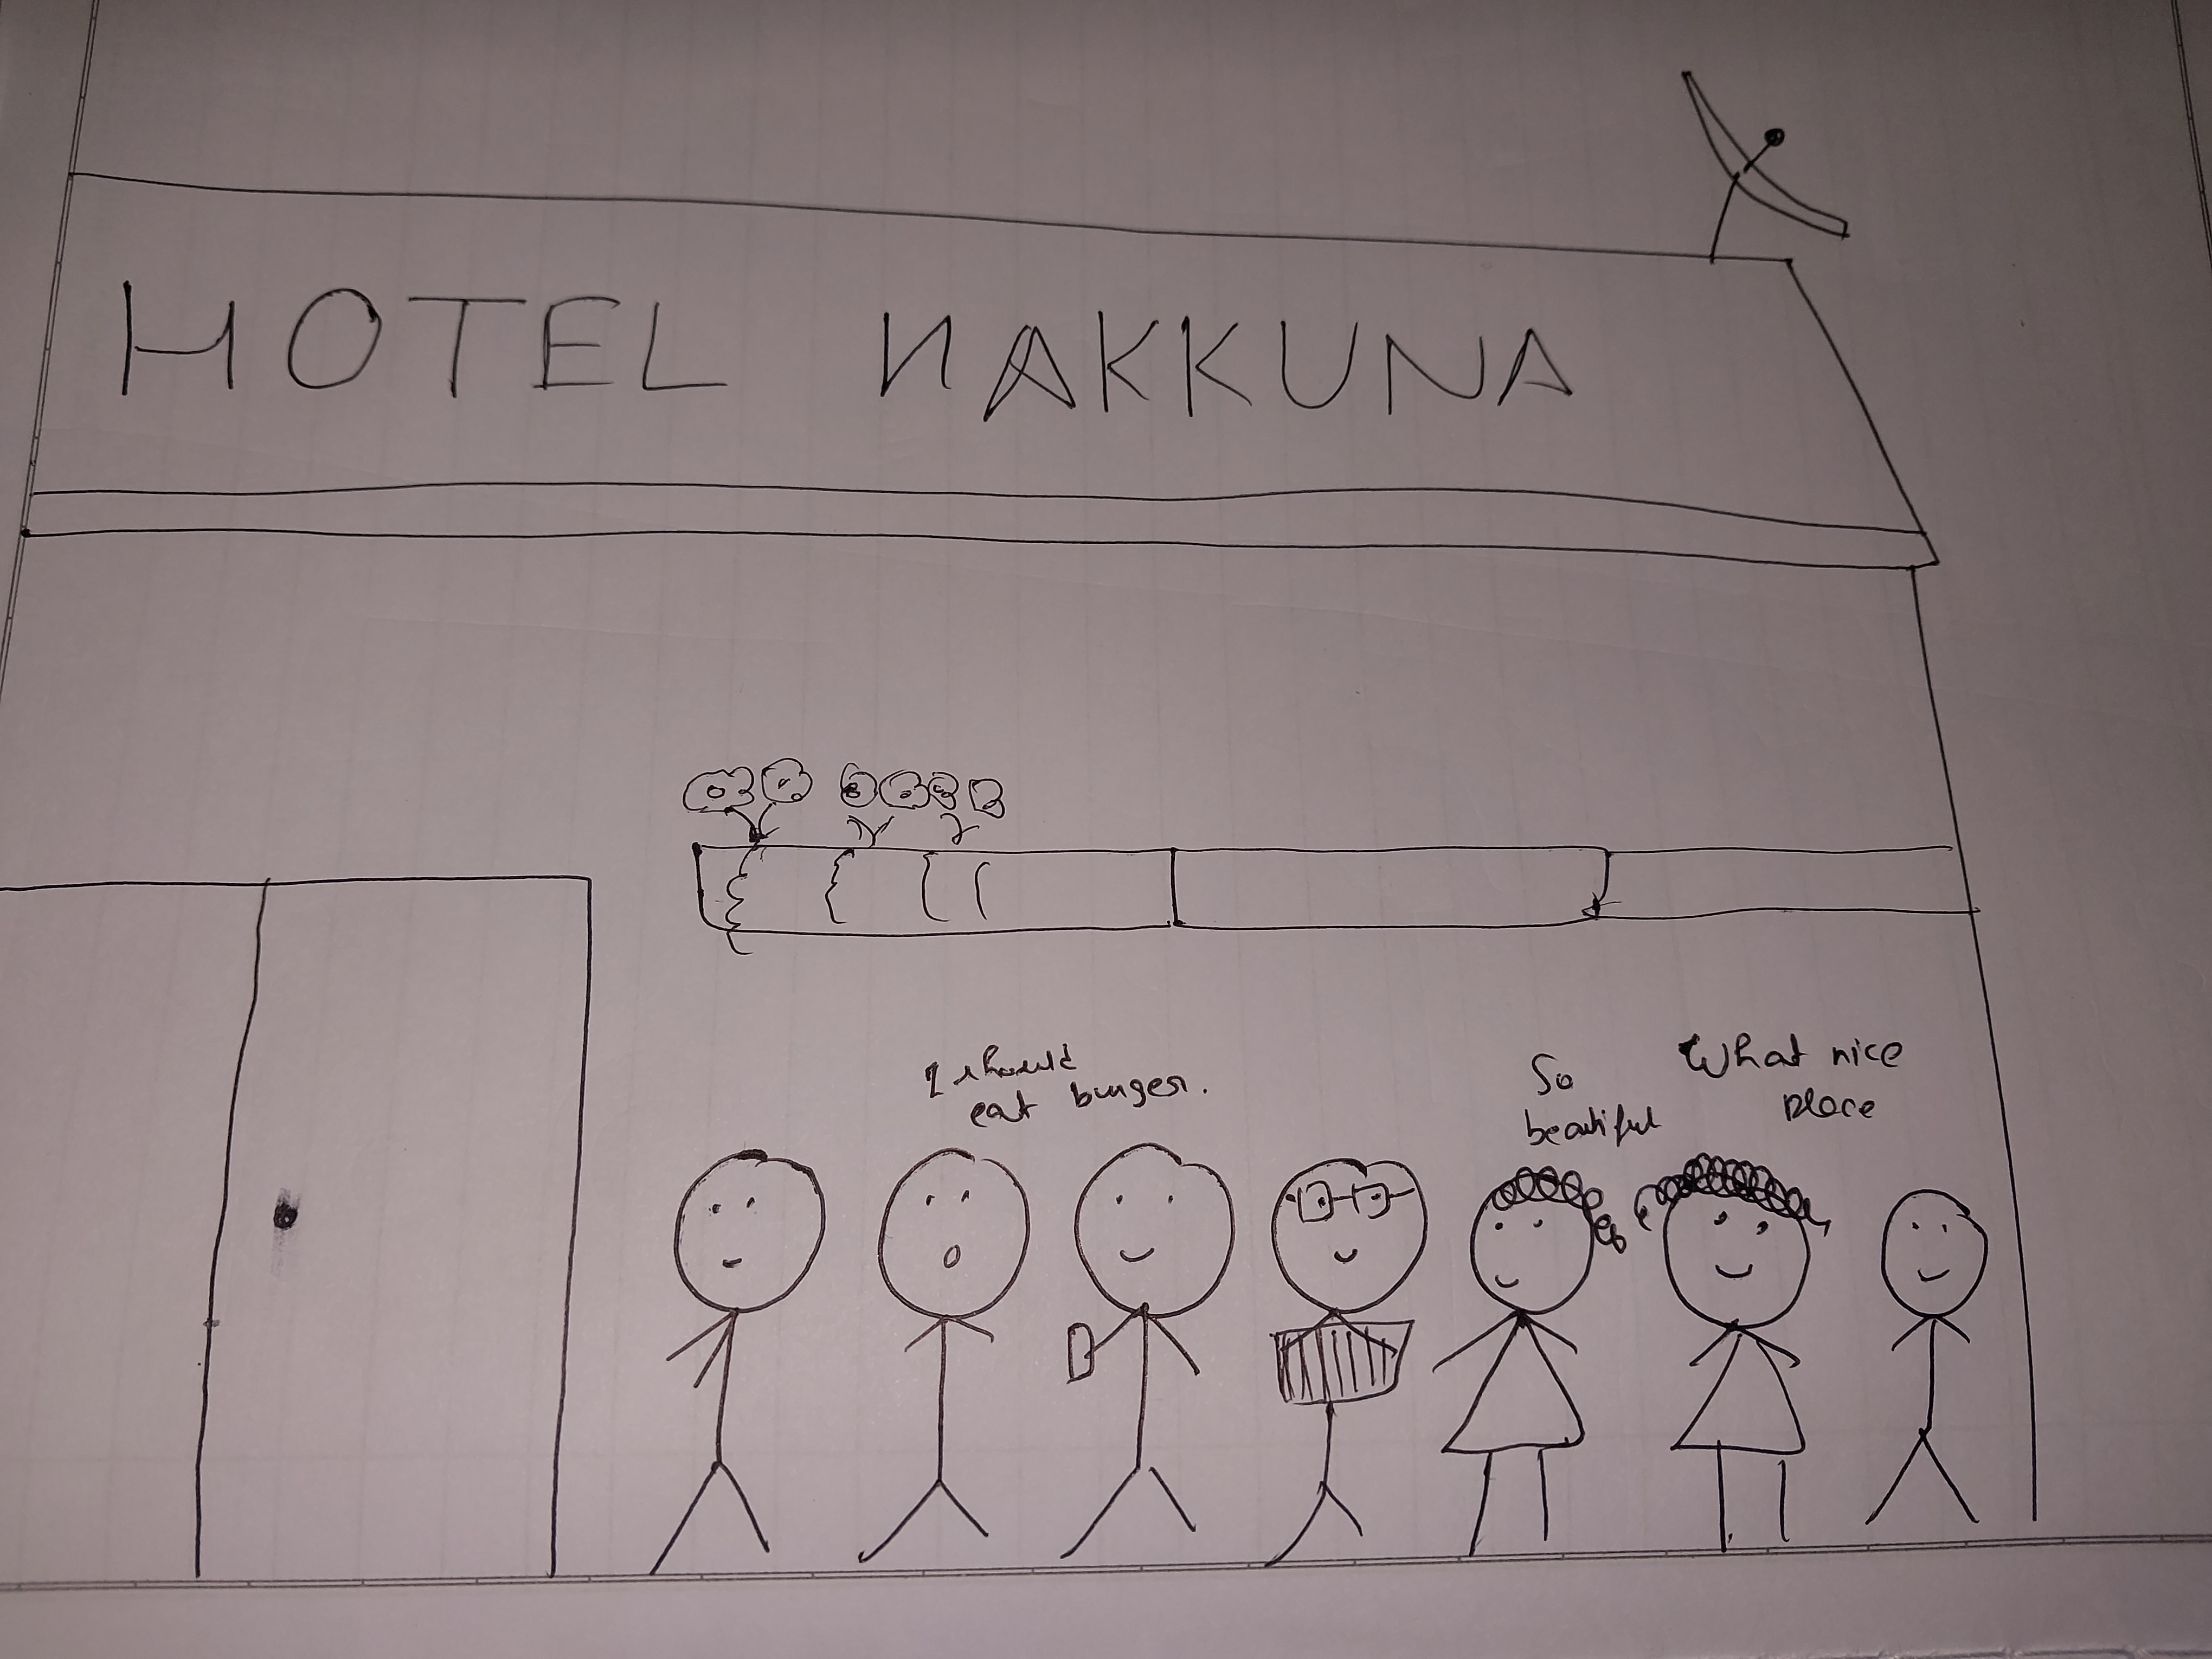 HOTEL NAKKUNA
I should
eat burger.
So
beautiful
What nice
place